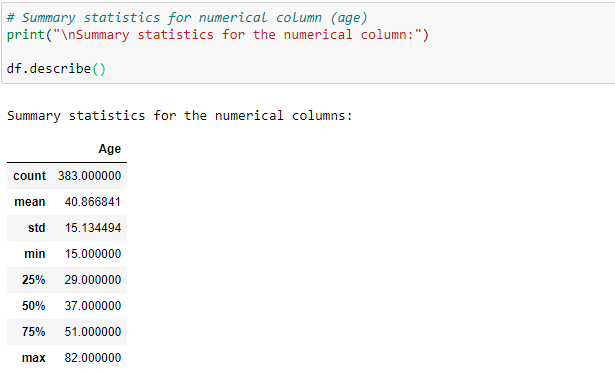 # Summary statistics for numerical column (age)
print("\nSummary statistics for the numerical column:")
df.describe()
Summary statistics for the numerical columns:
Age
count 383.000000
mean 40.866841
std 15.134494
min 15.000000
25% 29.000000
50% 37.000000
75% 51.000000
max 82.000000